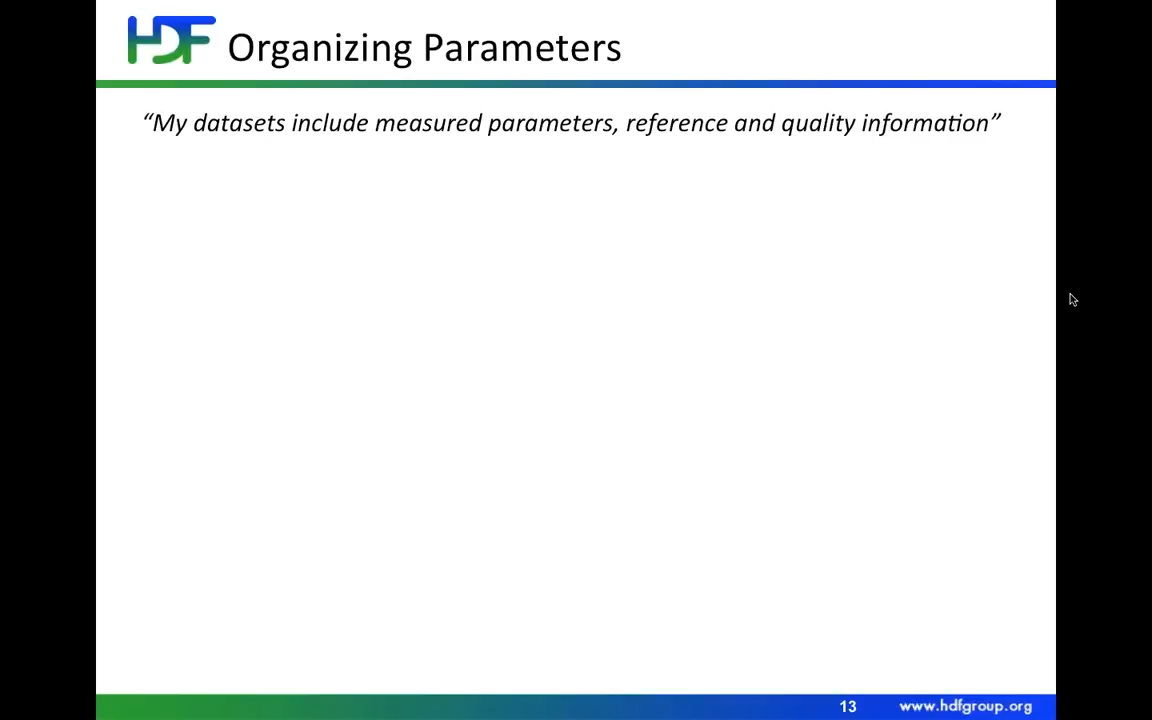 HDF Organizing Parameters
“My datasets include measured parameters, reference and quality information”
13 www.hdfgroup.org